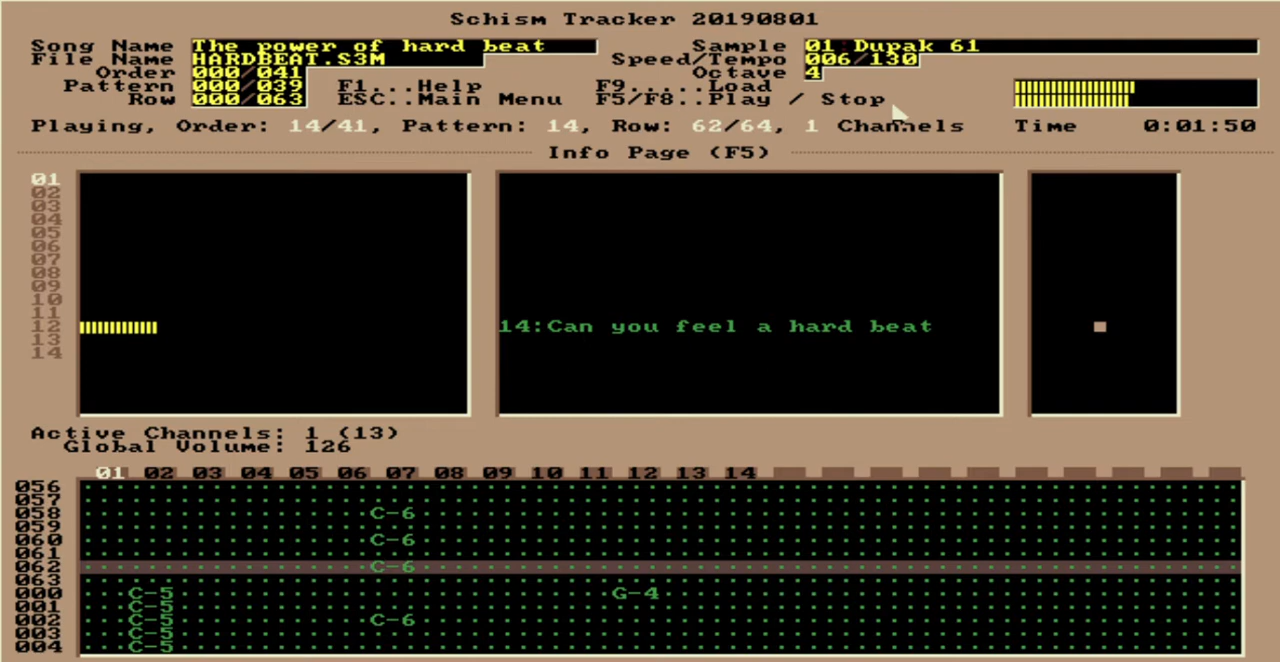 Schism Tracker 20190801
Song Name The power of hard beat Sample 01:Dupak 61
File Name HARDBEAT.S3M Speed/Tempo 006/130
Order 000/041 Octave 4
Pattern 000/039 F1....Help F9.....Load
Row 000/063 ESC..Main Menu F5/F8..Play / Stop
Playing, Order: 14/41, Pattern: 14, Row: 62/64, 1 Channels Time 0:01:50
Info Page (F5)
01
02
03
04
05
06
07
08
09
10
11
12 14:Can you feel a hard beat
13
14
Active Channels: 1 (13)
Global Volume: 126
01 02 03 04 05 06 07 08 09 10 11 12 13 14
056
057
058 C-6
059
060 C-6
061
062 C-6
063
000 C-5 G-4
001 C-5
002 C-5 C-6
003 C-5
004 C-5